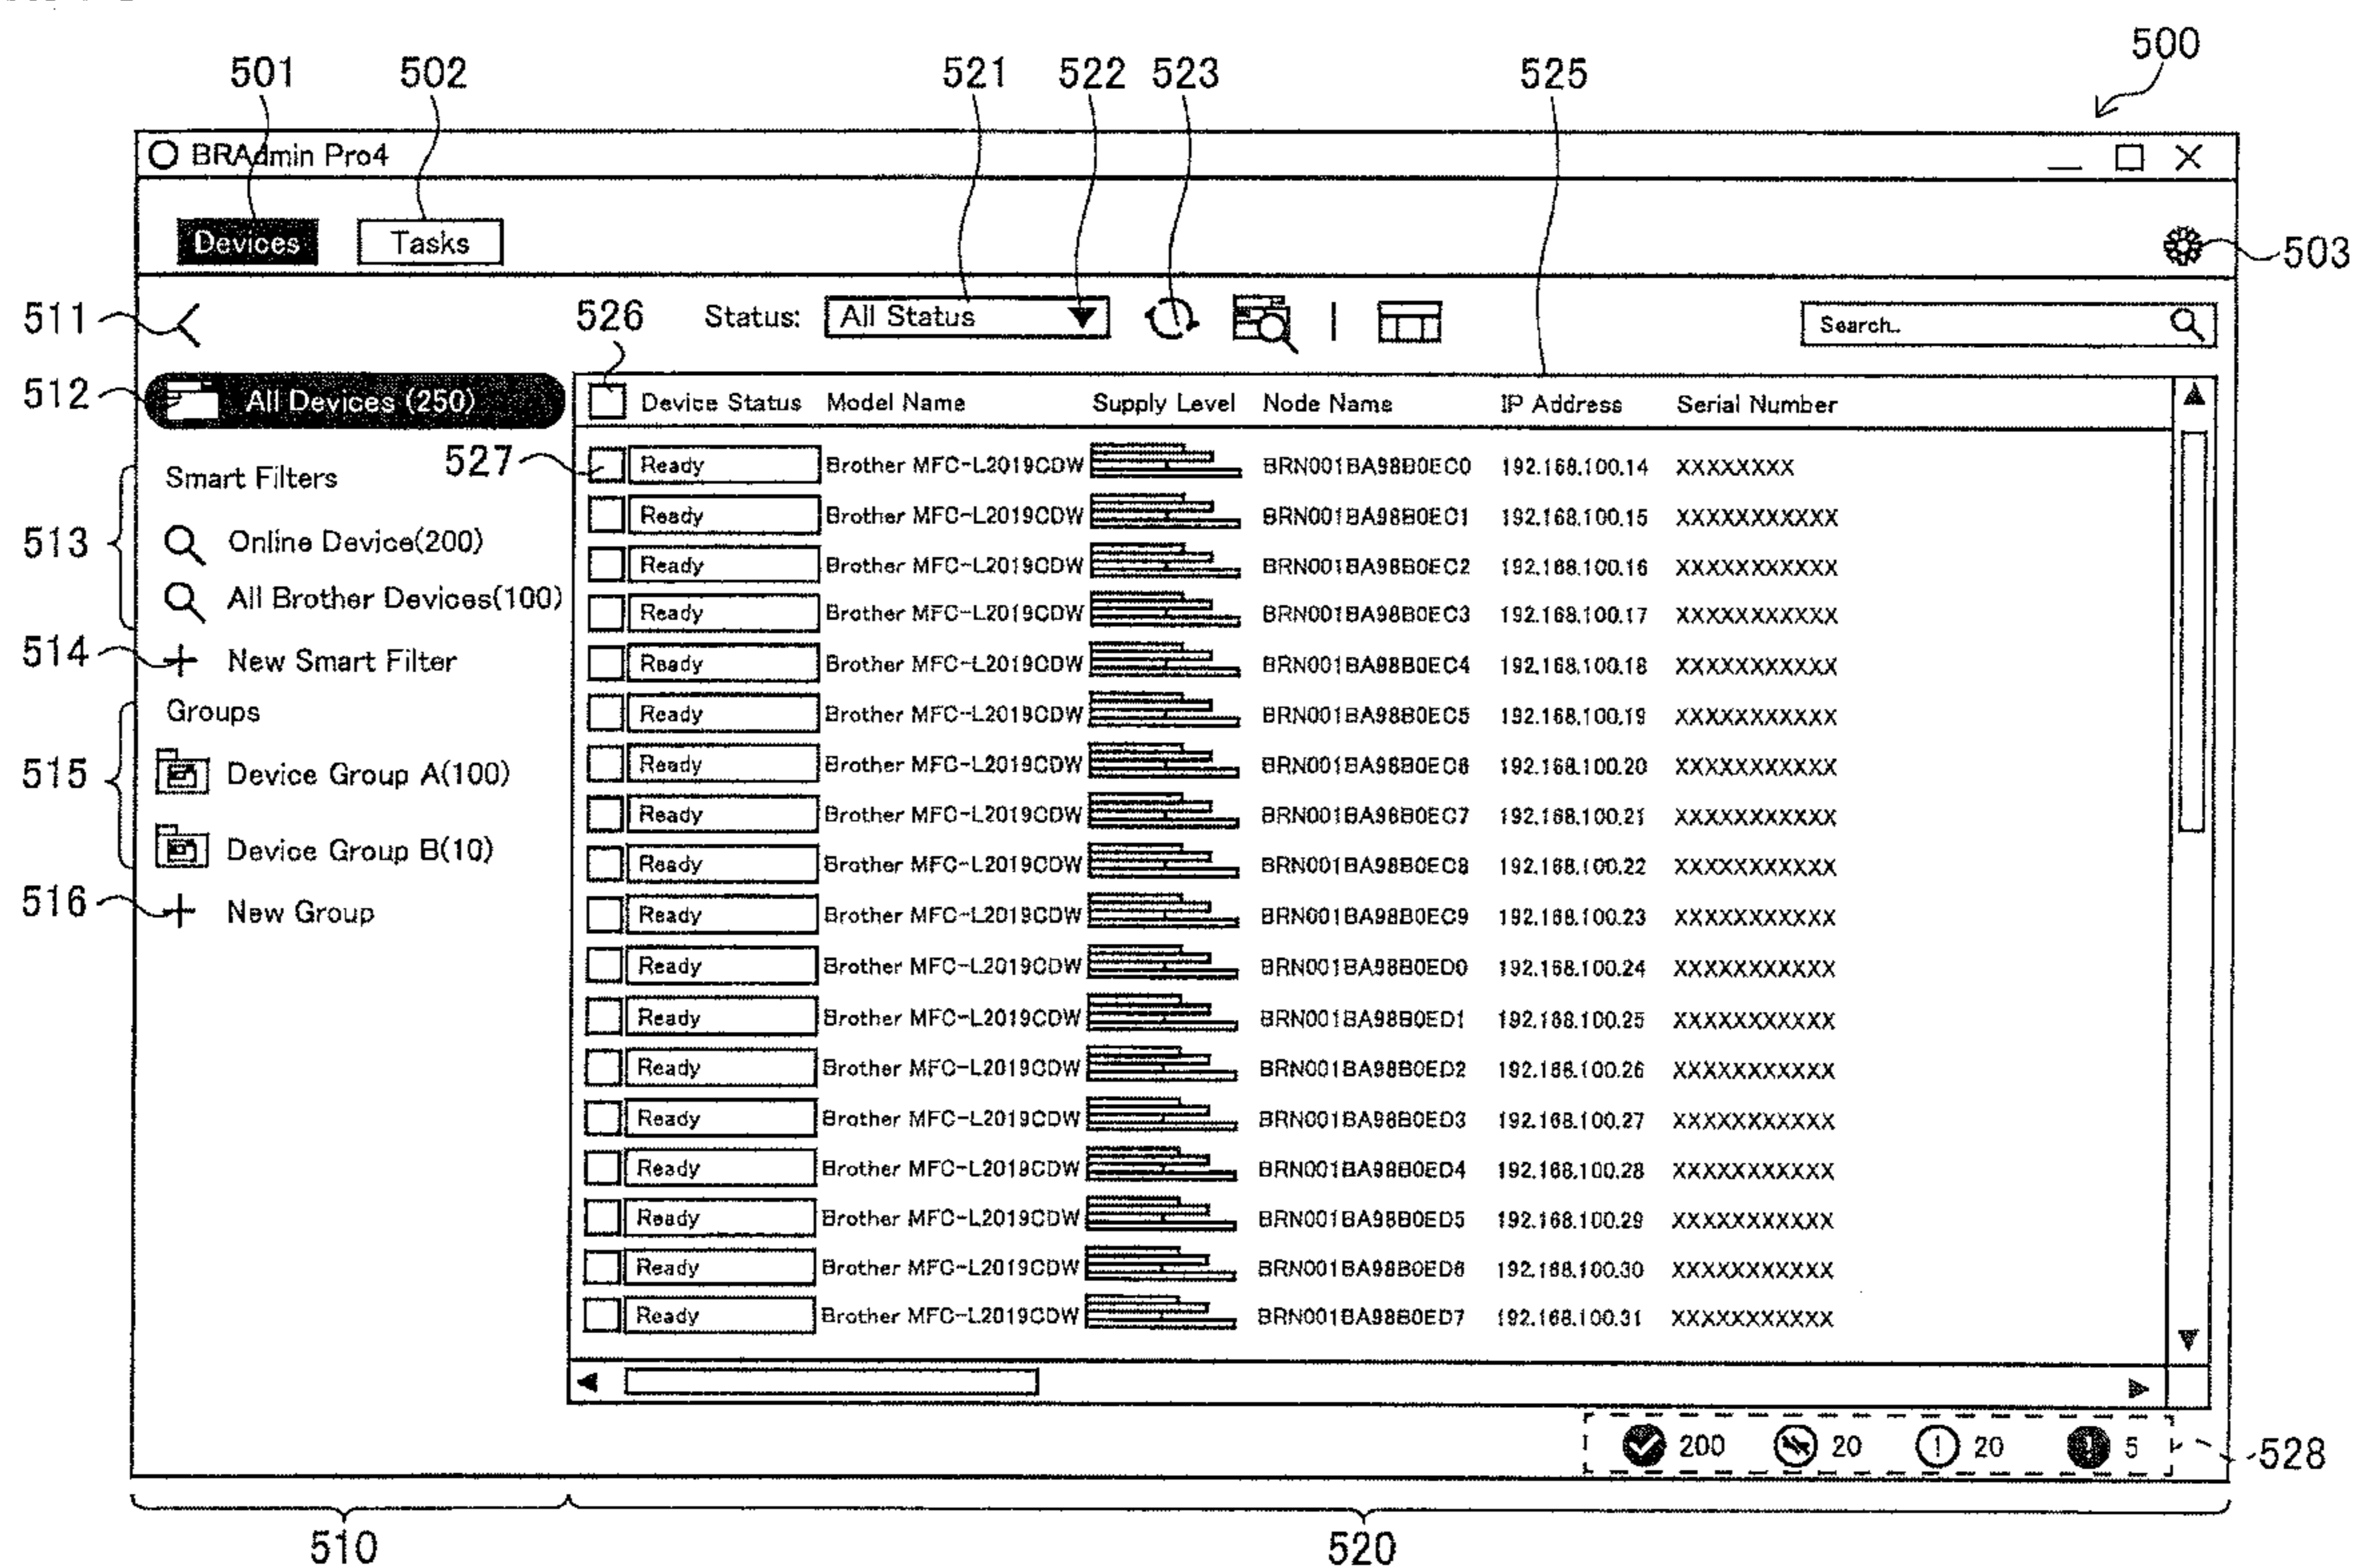 500
501 502 521 522 523 525
BRAdmin Pro4
Devices Tasks 503
511 526 Status: All Status Search..
512 All Devices (250) Device Status Model Name Supply Level Node Name IP Address Serial Number
527 Ready Brother MFC-L2019CDW BRN001BA98B0EC0 192.168.100.14 XXXXXXXX
Smart Filters
Ready Brother MFC-L2019CDW BRN001BA98B0EC1 192.168.100.15 XXXXXXXXXXX
513 Online Device(200)
Ready Brother MFC-L2019CDW BRN001BA98B0EC2 192.168.100.16 XXXXXXXXXXX
All Brother Devices(100)
Ready Brother MFC-L2019CDW BRN001BA98B0EC3 192.168.100.17 XXXXXXXXXXX
514 New Smart Filter
Ready Brother MFC-L2019CDW BRN001BA98B0EC4 192.168.100.18 XXXXXXXXXXX
Groups
Ready Brother MFC-L2019CDW BRN001BA98B0EC5 192.168.100.19 XXXXXXXXXXX
515 Device Group A(100)
Ready Brother MFC-L2019CDW BRN001BA98B0EC6 192.168.100.20 XXXXXXXXXXX
Ready Brother MFC-L2019CDW BRN001BA98B0EC7 192.168.100.21 XXXXXXXXXXX
Device Group B(10)
Ready Brother MFC-L2019CDW BRN001BA98B0EC8 192.168.100.22 XXXXXXXXXXX
516 New Group
Ready Brother MFC-L2019CDW BRN001BA98B0EC9 192.168.100.23 XXXXXXXXXXX
Ready Brother MFC-L2019CDW BRN001BA98B0ED0 192.168.100.24 XXXXXXXXXXX
Ready Brother MFC-L2019CDW BRN001BA98B0ED1 192.168.100.25 XXXXXXXXXXX
Ready Brother MFC-L2019CDW BRN001BA98B0ED2 192.168.100.26 XXXXXXXXXXX
Ready Brother MFC-L2019CDW BRN001BA98B0ED3 192.168.100.27 XXXXXXXXXXX
Ready Brother MFC-L2019CDW BRN001BA98B0ED4 192.168.100.28 XXXXXXXXXXX
Ready Brother MFC-L2019CDW BRN001BA98B0ED5 192.168.100.29 XXXXXXXXXXX
Ready Brother MFC-L2019CDW BRN001BA98B0ED6 192.168.100.30 XXXXXXXXXXX
Ready Brother MFC-L2019CDW BRN001BA98B0ED7 192.168.100.31 XXXXXXXXXXX
200 20 20 5 528
510 520